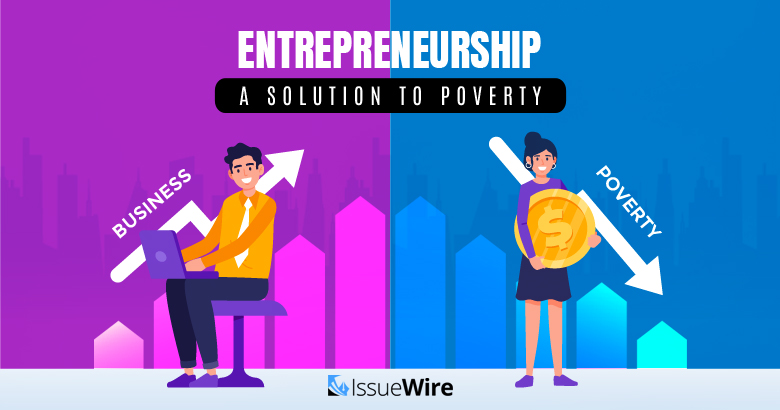 ENTREPRENEURSHIP
A SOLUTION TO POVERTY
BUSINESS
POVERTY
$
IssueWire